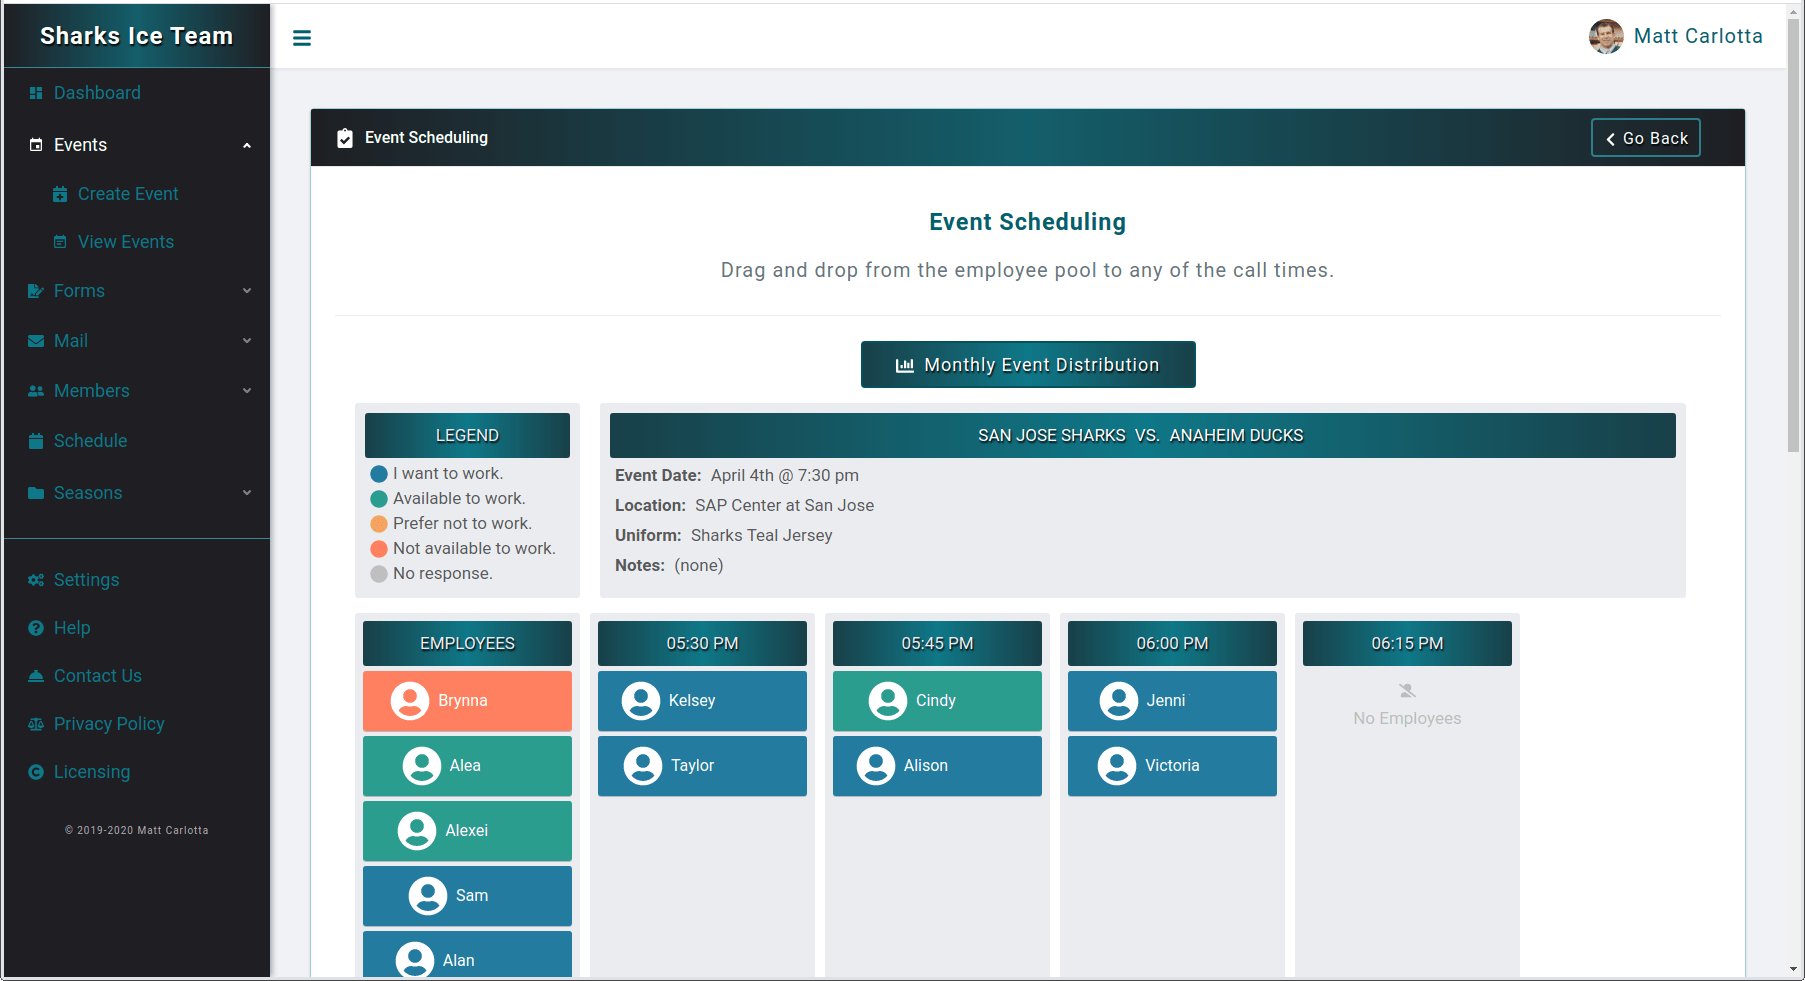 Sharks Ice Team
Matt Carlotta
Dashboard
Events
Create Event
View Events
Forms
Mail
Members
Schedule
Seasons
Settings
Help
Contact Us
Privacy Policy
Licensing
© 2019-2020 Matt Carlotta
Event Scheduling
Go Back
Event Scheduling
Drag and drop from the employee pool to any of the call times.
Monthly Event Distribution
LEGEND
I want to work.
Available to work.
Prefer not to work.
Not available to work.
No response.
SAN JOSE SHARKS VS. ANAHEIM DUCKS
Event Date: April 4th @ 7:30 pm
Location: SAP Center at San Jose
Uniform: Sharks Teal Jersey
Notes: (none)
EMPLOYEES
Brynna
Alea
Alexei
Sam
Alan
05:30 PM
Kelsey
Taylor
05:45 PM
Cindy
Alison
06:00 PM
Jenni
Victoria
06:15 PM
No Employees